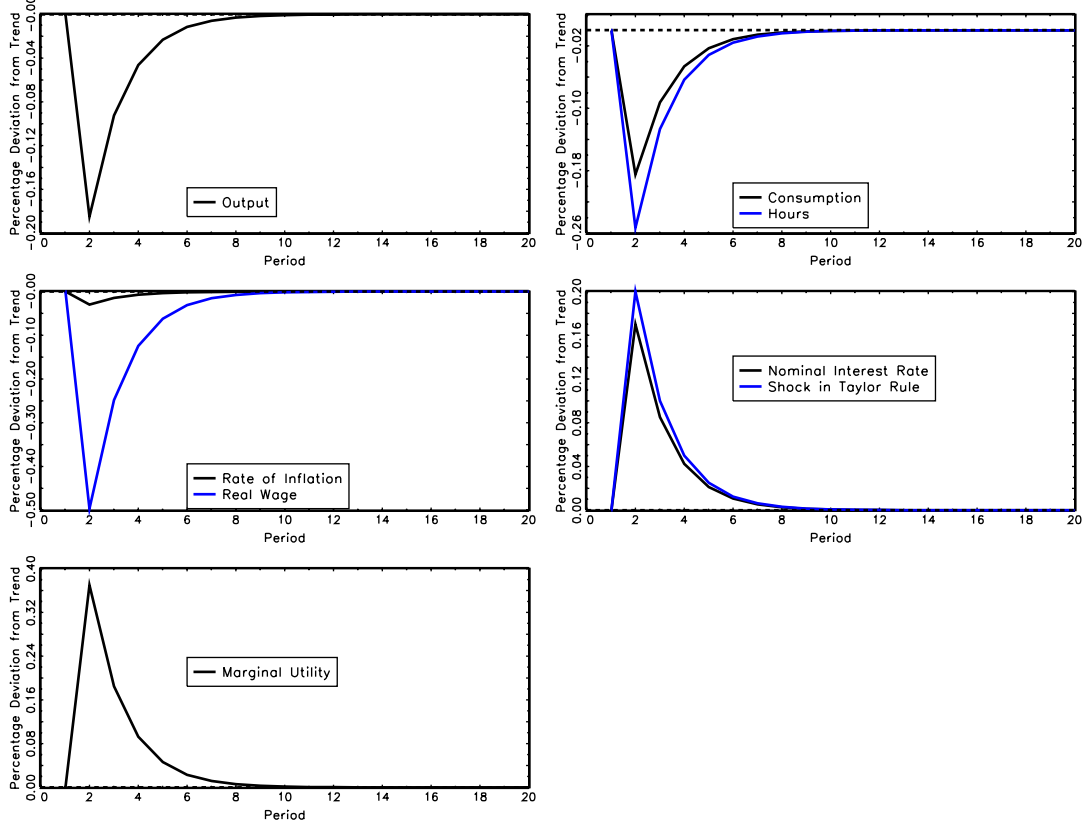 Percentage Deviation from Trend
-0.00
-0.04
-0.08
-0.12
-0.16
-0.20
Output
0 2 4 6 8 10 12 14 16 18 20
Period
Percentage Deviation from Trend
-0.02
-0.10
-0.18
-0.26
Consumption
Hours
0 2 4 6 8 10 12 14 16 18 20
Period
Percentage Deviation from Trend
-0.00
-0.10
-0.20
-0.30
-0.40
-0.50
Rate of Inflation
Real Wage
0 2 4 6 8 10 12 14 16 18 20
Period
Percentage Deviation from Trend
0.20
0.16
0.12
0.08
0.04
0.00
Nominal Interest Rate
Shock in Taylor Rule
0 2 4 6 8 10 12 14 16 18 20
Period
Percentage Deviation from Trend
0.40
0.32
0.24
0.16
0.08
0.00
Marginal Utility
0 2 4 6 8 10 12 14 16 18 20
Period